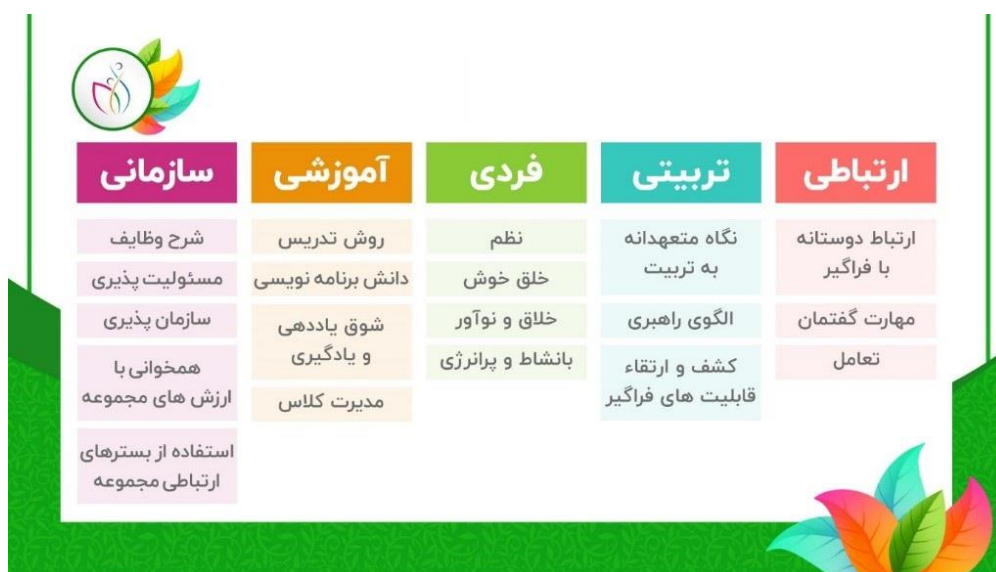 ارتباطی
ارتباط دوستانه
با فراگیر
مهارت گفتمان
تعامل
تربیتی
نگاه متعهدانه
به تربیت
الگوی راهبری
کشف و ارتقاء
قابلیت های فراگیر
فردی
نظم
خلق خوش
خلاق و نوآور
بانشاط و پرانرژی
آموزشی
روش تدریس
دانش برنامه نویسی
شوق یاددهی
و یادگیری
مدیرت کلاس
سازمانی
شرح وظایف
مسئولیت پذیری
سازمان پذیری
همخوانی با
ارزش های مجموعه
استفاده از بسترهای
ارتباطی مجموعه